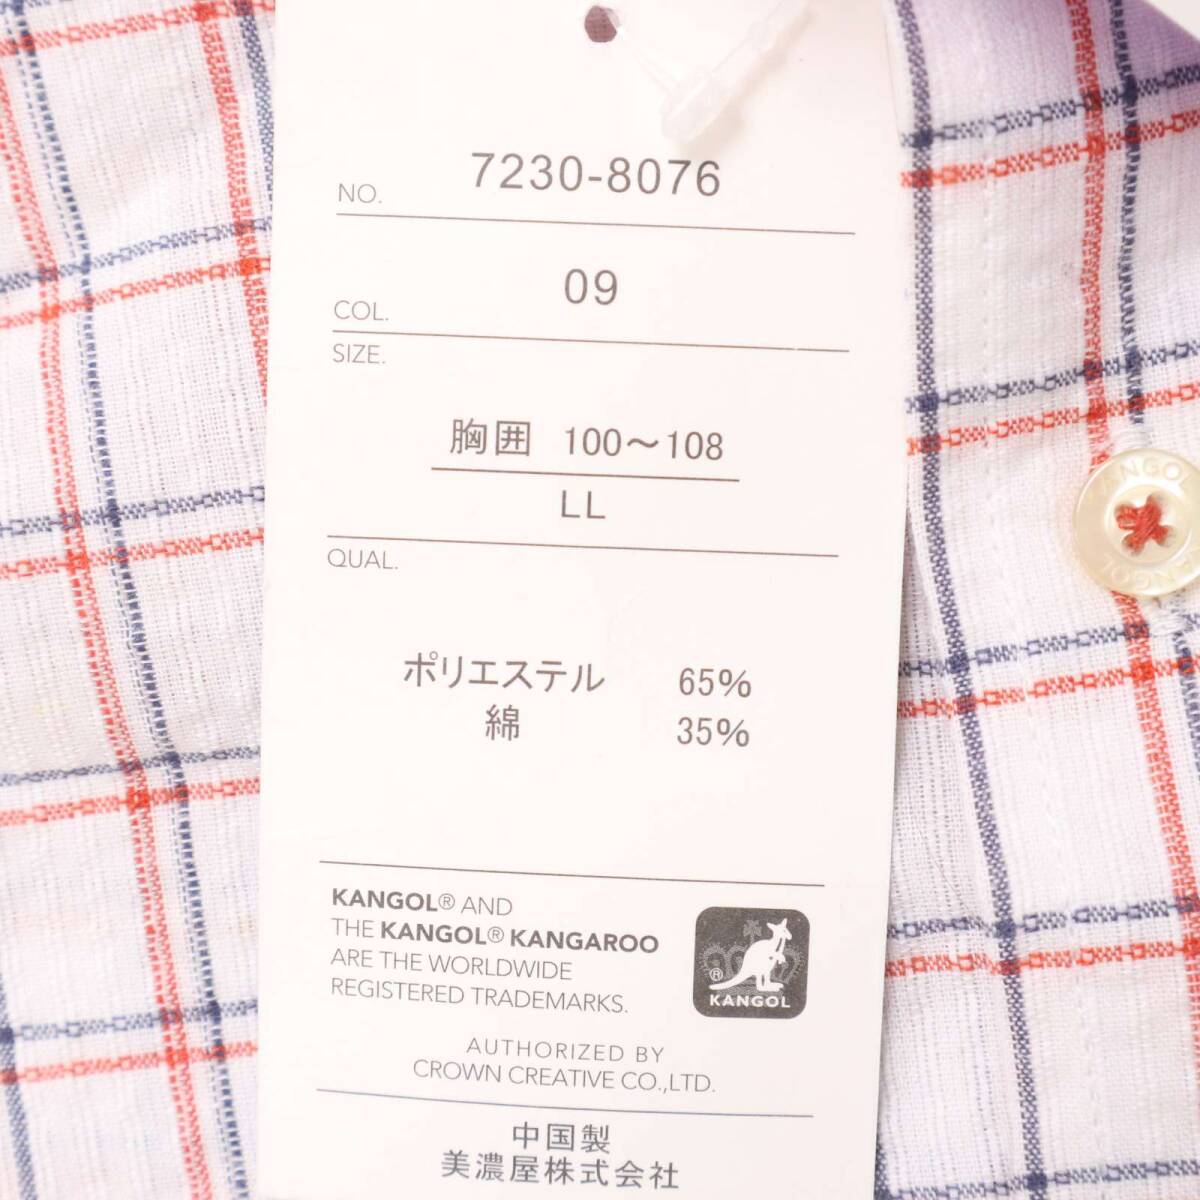 NO. 7230-8076
COL. 09
SIZE.
胸囲 100～108
LL
QUAL.
ポリエステル 65%
綿 35%
KANGOL® AND
THE KANGOL® KANGAROO
ARE THE WORLDWIDE
REGISTERED TRADEMARKS.
®
KANGOL
AUTHORIZED BY
CROWN CREATIVE CO.,LTD.
中国製
美濃屋株式会社
KANGOL
KANGOL